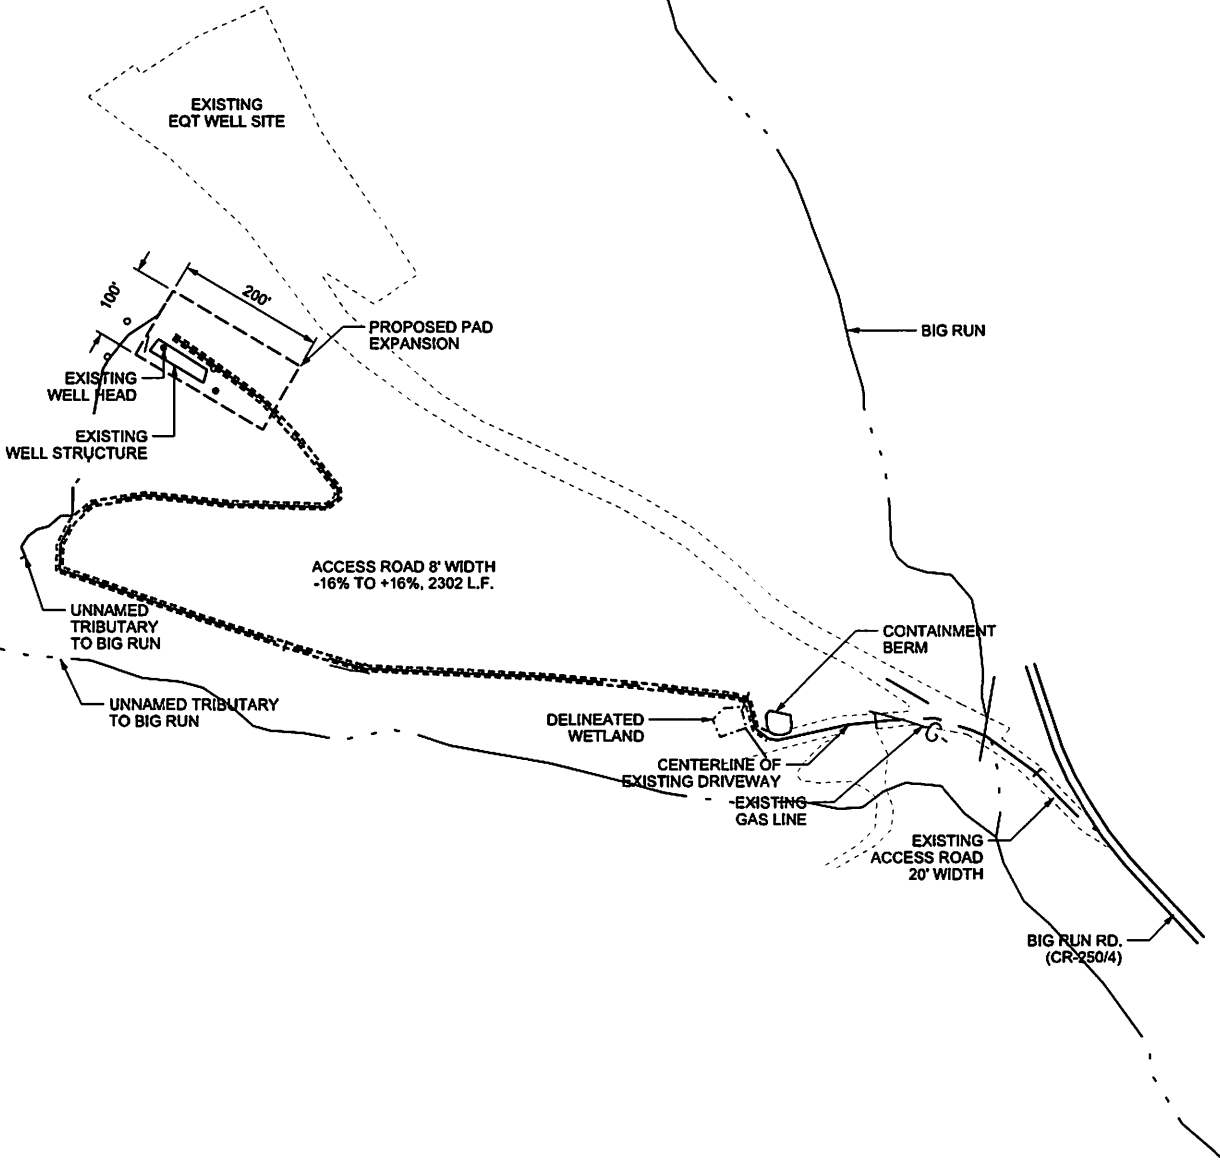 EXISTING
EQT WELL SITE
100'
200'
PROPOSED PAD
EXPANSION
BIG RUN
EXISTING
WELL HEAD
EXISTING
WELL STRUCTURE
ACCESS ROAD 8' WIDTH
-16% TO +16%, 2302 L.F.
UNNAMED
TRIBUTARY
TO BIG RUN
CONTAINMENT
BERM
UNNAMED TRIBUTARY
TO BIG RUN
DELINEATED
WETLAND
CENTERLINE OF
EXISTING DRIVEWAY
EXISTING
GAS LINE
EXISTING
ACCESS ROAD
20' WIDTH
BIG RUN RD.
(CR-250/4)